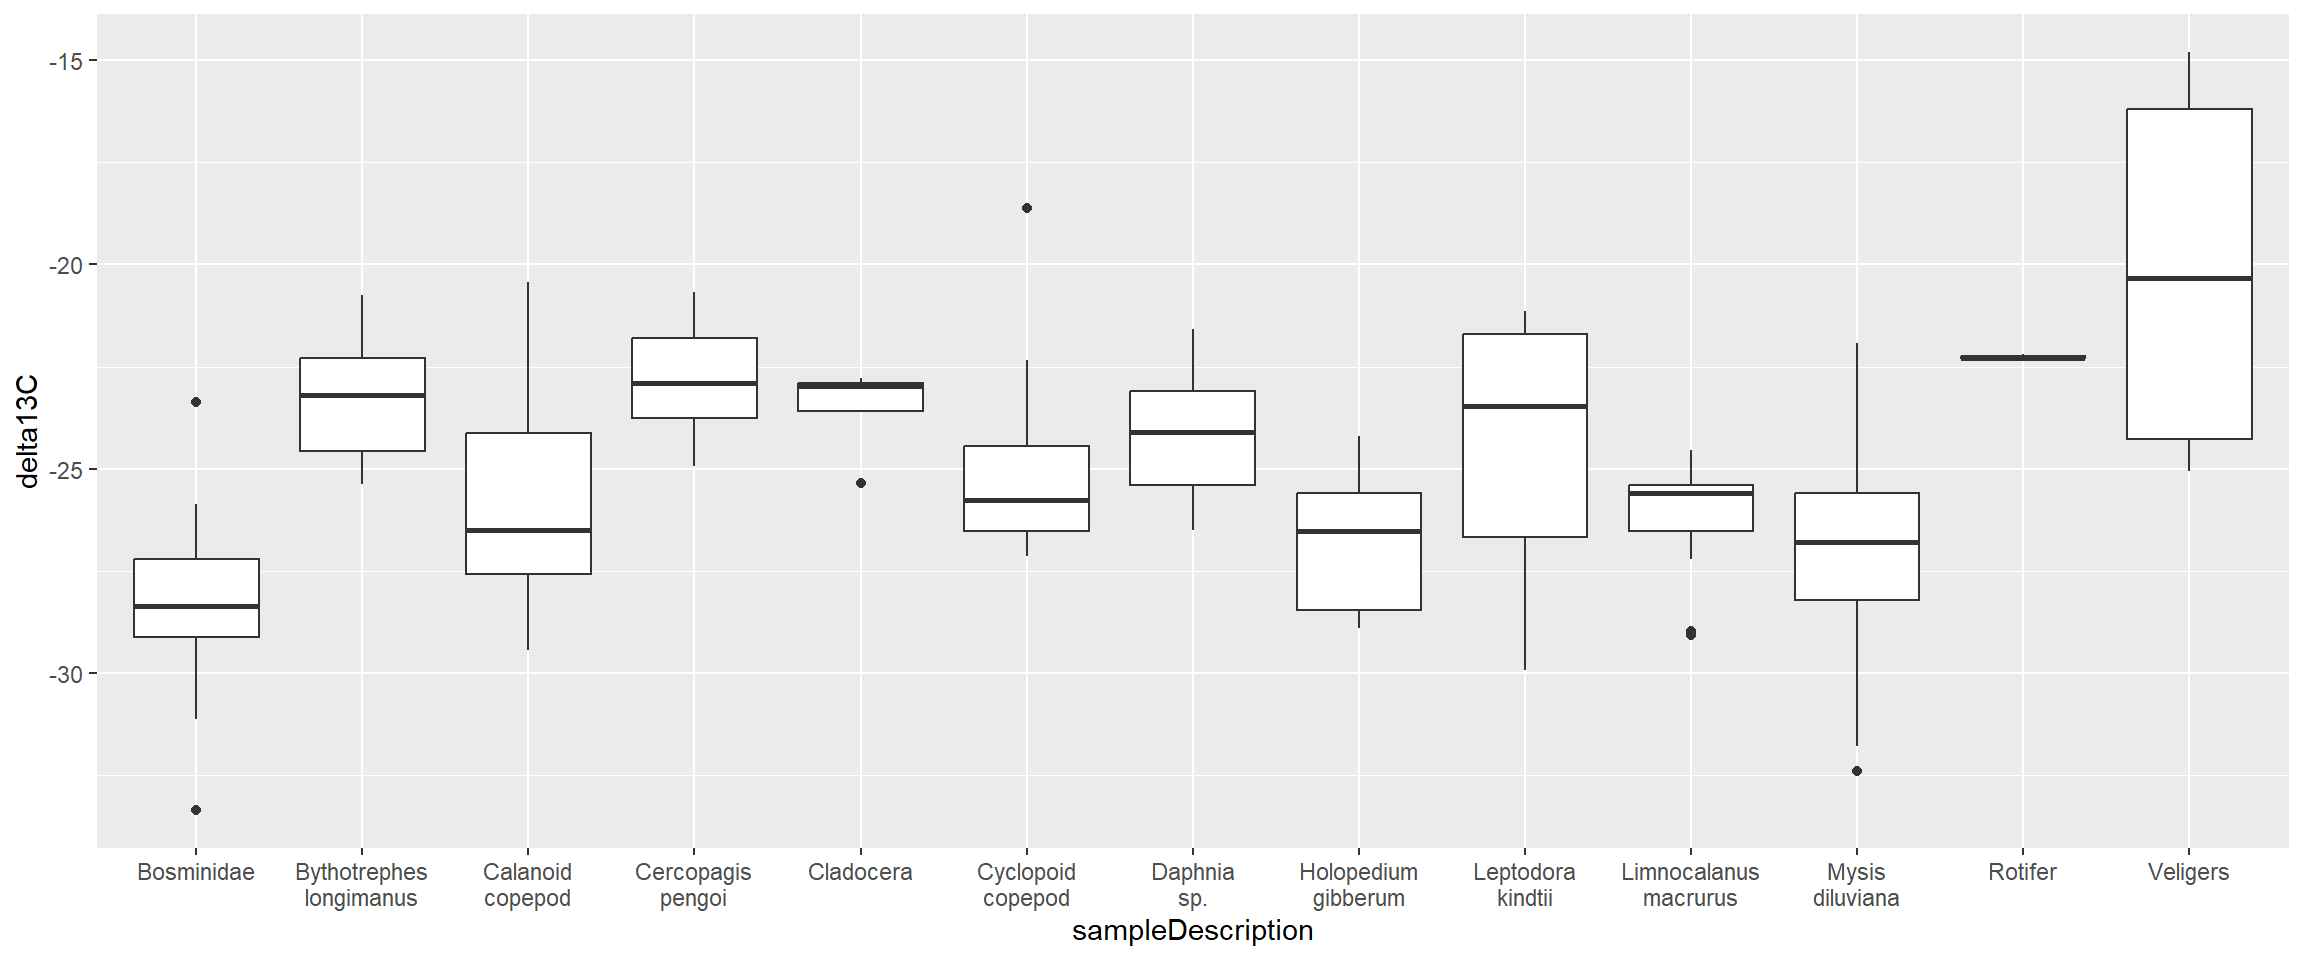 delta13C
-15
-20
-25
-30
Bosminidae
Bythotrephes
longimanus
Calanoid
copepod
Cercopagis
pengoi
Cladocera
Cyclopoid
copepod
Daphnia
sp.
Holopedium
gibberum
Leptodora
kindtii
Limnocalanus
macrurus
Mysis
diluviana
Rotifer
Veligers
sampleDescription